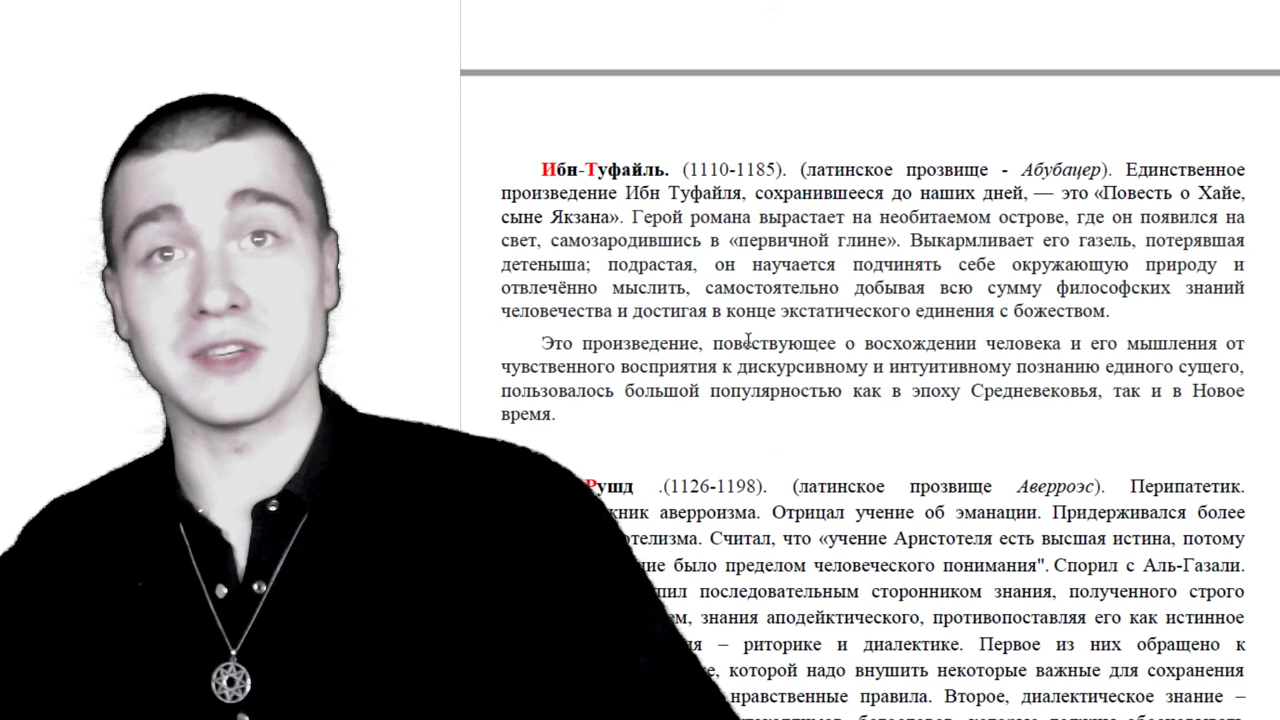 Ибн-Туфайль. (1110-1185). (латинское прозвище - Абубацер). Единственное
произведение Ибн Туфайля, сохранившееся до наших дней, — это «Повесть о Хайе,
сыне Якзана». Герой романа вырастает на необитаемом острове, где он появился на
свет, самозародившись в «первичной глине». Выкармливает его газель, потерявшая
детеныша; подрастая, он научается подчинять себе окружающую природу и
отвлечённо мыслить, самостоятельно добывая всю сумму философских знаний
человечества и достигая в конце экстатического единения с божеством.
Это произведение, повествующее о восхождении человека и его мышления от
чувственного восприятия к дискурсивному и интуитивному познанию единого сущего,
пользовалось большой популярностью как в эпоху Средневековья, так и в Новое
время.
Рушд .(1126-1198). (латинское прозвище Аверроэс). Перипатетик.
аверроизма. Отрицал учение об эманации. Придерживался более
Считал, что «учение Аристотеля есть высшая истина, потому
было пределом человеческого понимания". Спорил с Аль-Газали.
последовательным сторонником знания, полученного строго
знания аподейктического, противопоставляя его как истинное
– риторике и диалектике. Первое из них обращено к
которой надо внушить некоторые важные для сохранения
нравственные правила. Второе, диалектическое знание –